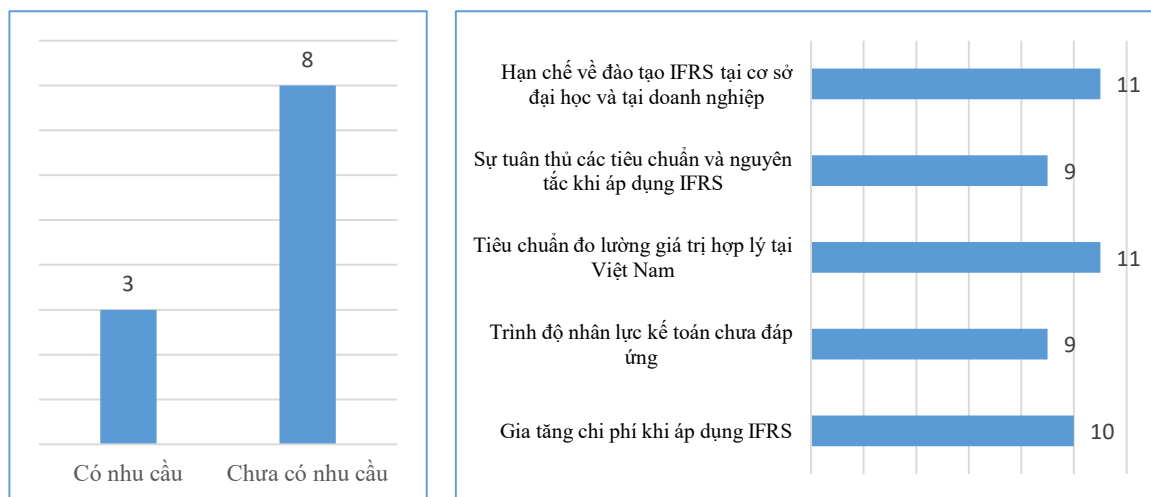 8
3
Có nhu cầu
Chưa có nhu cầu
Hạn chế về đào tạo IFRS tại cơ sở
đại học và tại doanh nghiệp
11
Sự tuân thủ các tiêu chuẩn và nguyên
tắc khi áp dụng IFRS
9
Tiêu chuẩn đo lường giá trị hợp lý tại
Việt Nam
11
Trình độ nhân lực kế toán chưa đáp
ứng
9
Gia tăng chi phí khi áp dụng IFRS
10